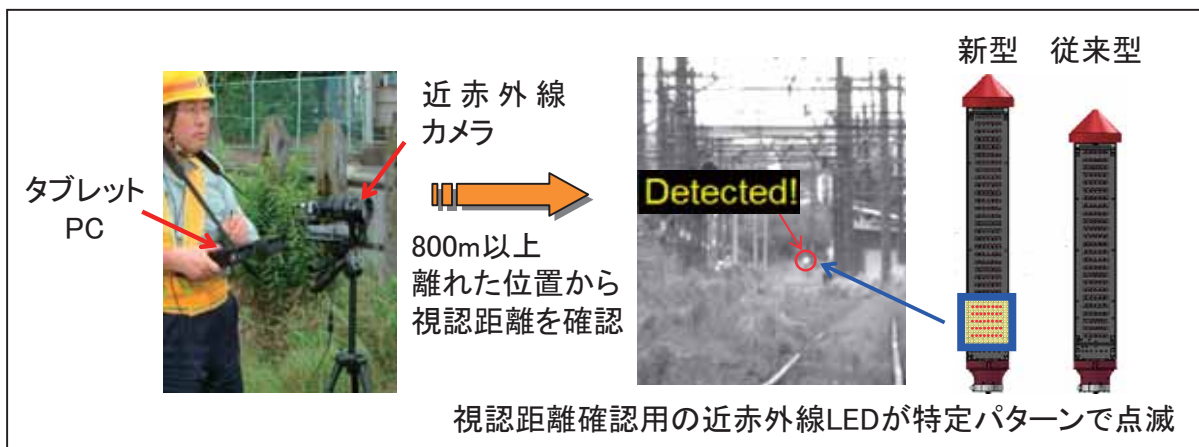 新型 従来型
近赤外線
カメラ
タブレット
PC
Detected!
800m以上
離れた位置から
視認距離を確認
視認距離確認用の近赤外線LEDが特定パターンで点滅